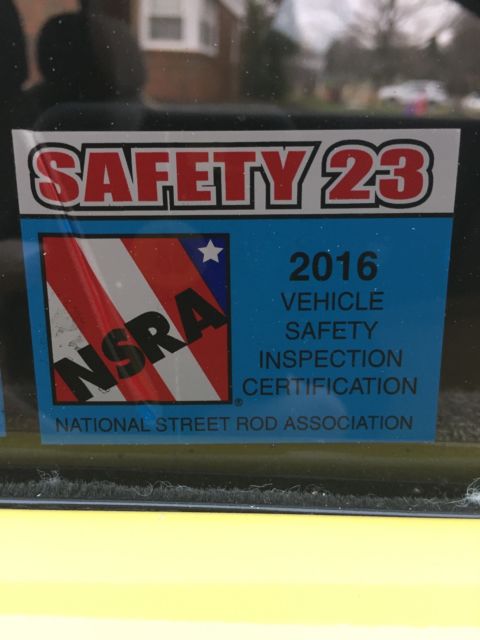 SAFETY 23
NSRA
®
2016
VEHICLE
SAFETY
INSPECTION
CERTIFICATION
NATIONAL STREET ROD ASSOCIATION